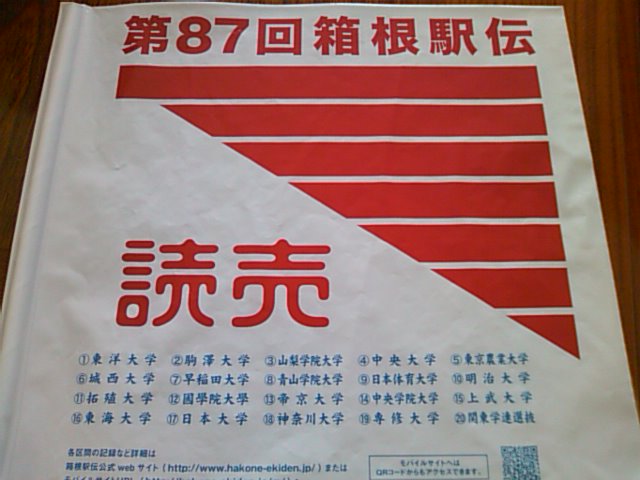 第87回箱根駅伝
読売
①東洋大学 ②駒澤大学 ③山梨学院大学 ④中央大学 ⑤東京農業大学
⑥城西大学 ⑦早稲田大学 ⑧青山学院大学 ⑨日本体育大学 ⑩明治大学
⑪拓殖大学 ⑫國學院大學 ⑬帝京大学 ⑭中央学院大学 ⑮上武大学
⑯東海大学 ⑰日本大学 ⑱神奈川大学 ⑲専修大学 ⑳関東学連選抜
各区間の記録など詳細は
箱根駅伝公式webサイト(http://www.hakone-ekiden.jp/)または
モバイルサイトへは
QRコードからもアクセスできます。